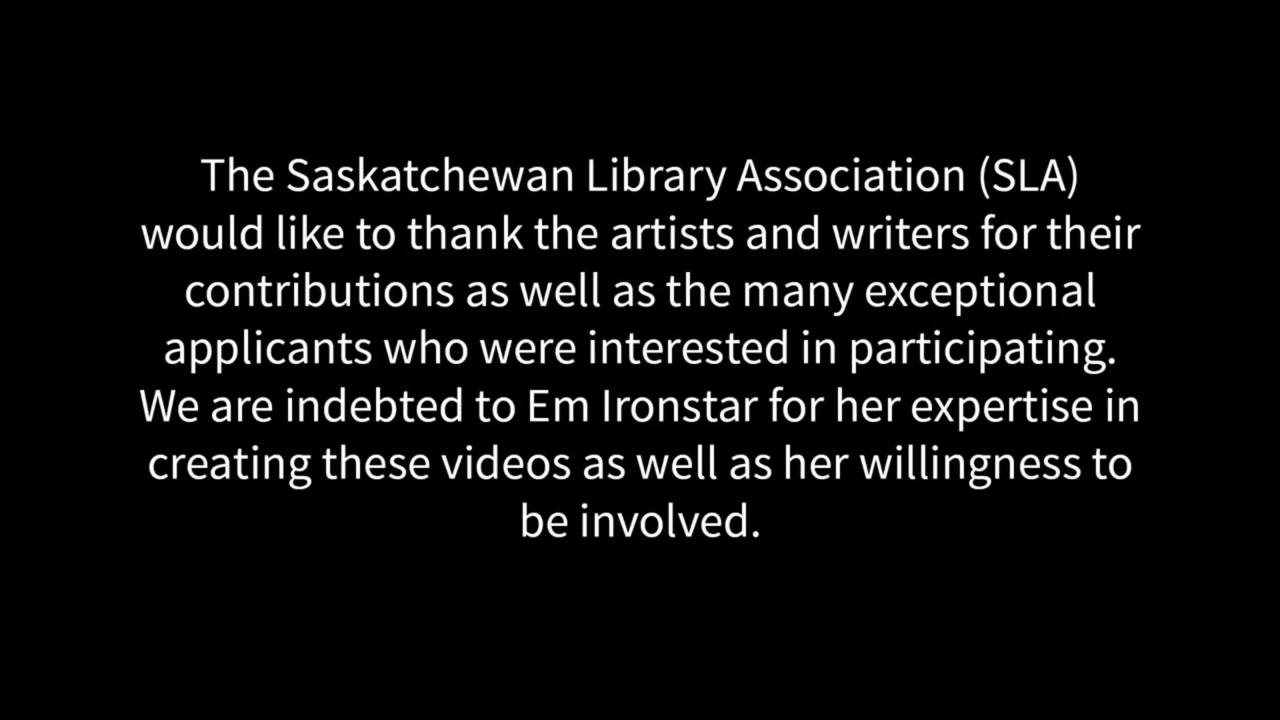 The Saskatchewan Library Association (SLA)
would like to thank the artists and writers for their
contributions as well as the many exceptional
applicants who were interested in participating.
We are indebted to Em Ironstar for her expertise in
creating these videos as well as her willingness to
be involved.